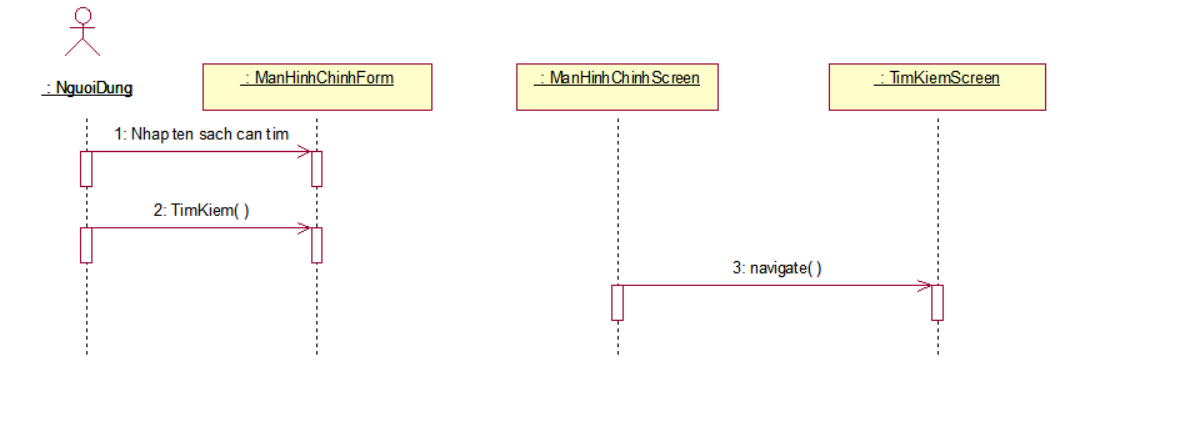 : NguoiDung
: ManHinhChinhForm
: ManHinhChinhScreen
: TimKiemScreen
1: Nhap ten sach can tim
2: TimKiem( )
3: navigate( )